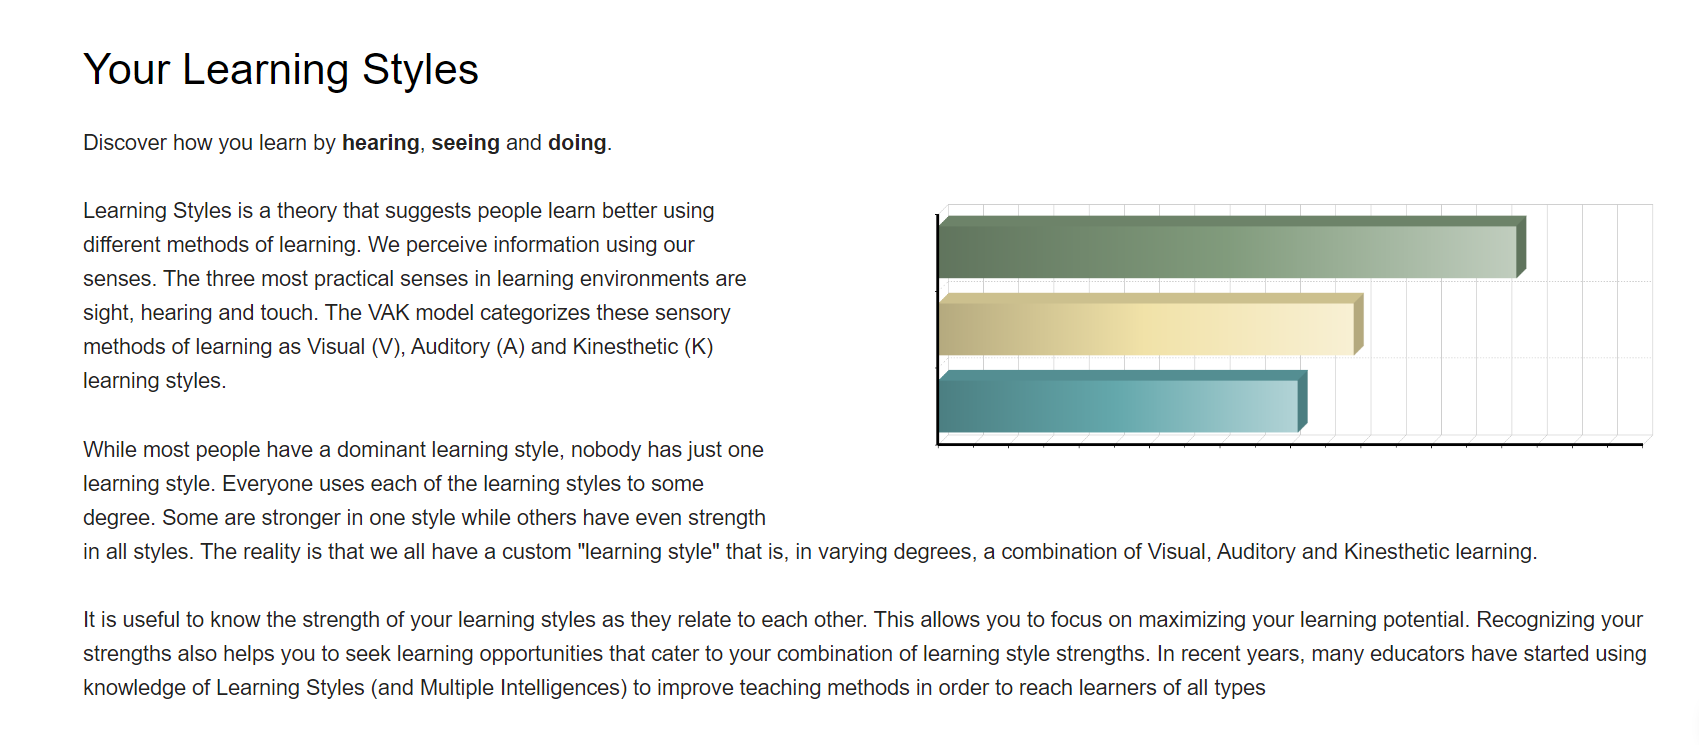 Your Learning Styles
Discover how you learn by hearing, seeing and doing.
Learning Styles is a theory that suggests people learn better using
different methods of learning. We perceive information using our
senses. The three most practical senses in learning environments are
sight, hearing and touch. The VAK model categorizes these sensory
methods of learning as Visual (V), Auditory (A) and Kinesthetic (K)
learning styles.
While most people have a dominant learning style, nobody has just one
learning style. Everyone uses each of the learning styles to some
degree. Some are stronger in one style while others have even strength
in all styles. The reality is that we all have a custom "learning style" that is, in varying degrees, a combination of Visual, Auditory and Kinesthetic learning.
It is useful to know the strength of your learning styles as they relate to each other. This allows you to focus on maximizing your learning potential. Recognizing your
strengths also helps you to seek learning opportunities that cater to your combination of learning style strengths. In recent years, many educators have started using
knowledge of Learning Styles (and Multiple Intelligences) to improve teaching methods in order to reach learners of all types